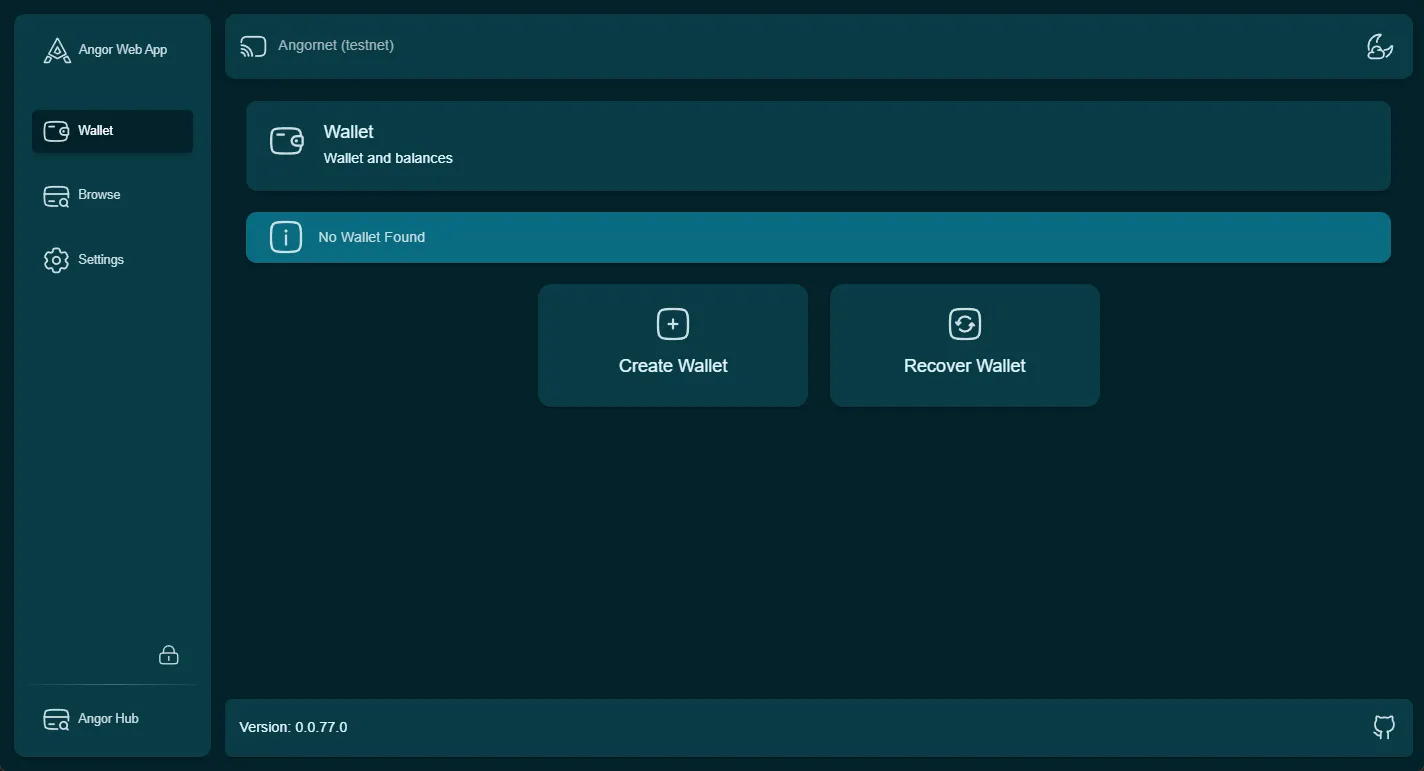 Angor Web App
Wallet
Browse
Settings
Angor Hub
Angornet (testnet)
Wallet
Wallet and balances
No Wallet Found
Create Wallet
Recover Wallet
Version: 0.0.77.0